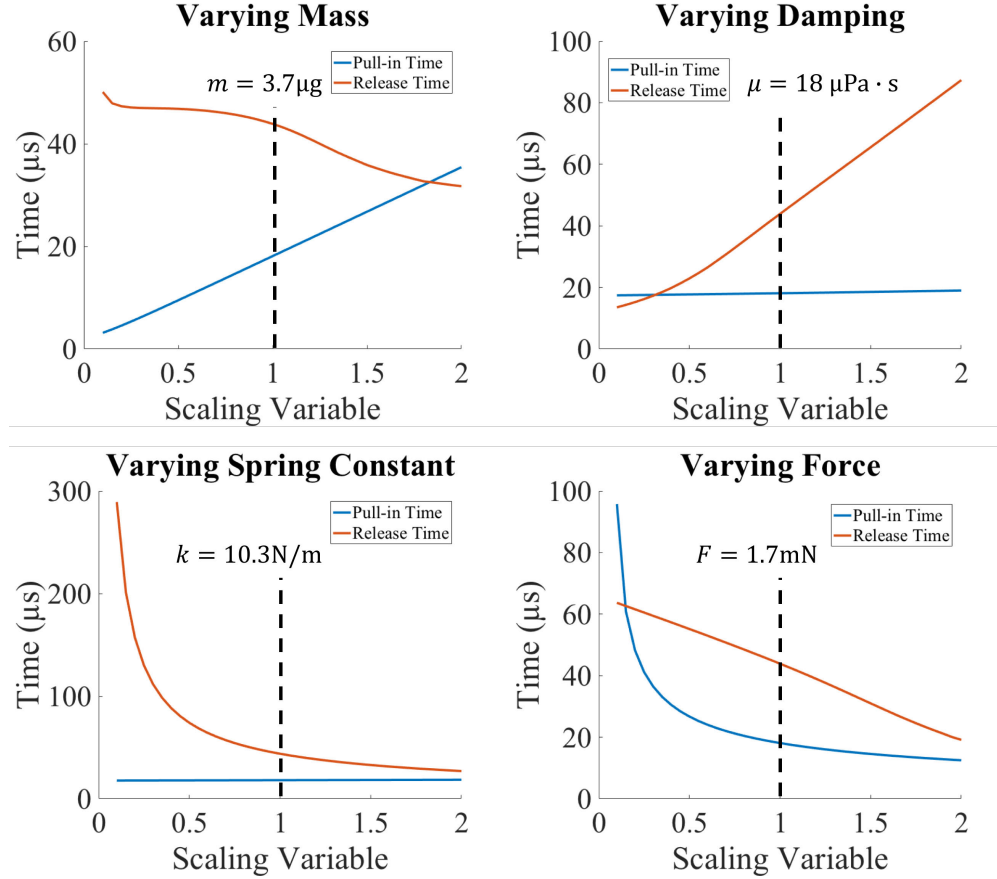 Varying Mass
60
40
20
0
Time (μs)
Pull-in Time
Release Time
m = 3.7μg
0 0.5 1 1.5 2
Scaling Variable
Varying Damping
100
80
60
40
20
0
Time (μs)
Pull-in Time
Release Time
μ = 18 μPa · s
0 0.5 1 1.5 2
Scaling Variable
Varying Spring Constant
300
200
100
0
Time (μs)
Pull-in Time
Release Time
k = 10.3N/m
0 0.5 1 1.5 2
Scaling Variable
Varying Force
100
80
60
40
20
0
Time (μs)
Pull-in Time
Release Time
F = 1.7mN
0 0.5 1 1.5 2
Scaling Variable